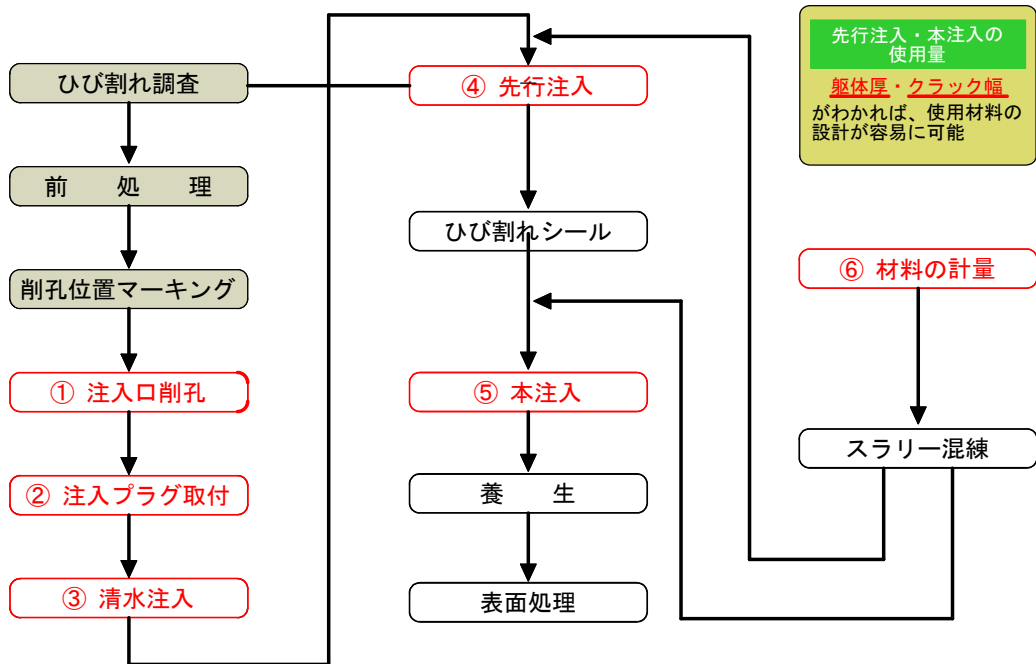 ひび割れ調査
前 処 理
削孔位置マーキング
① 注入口削孔
② 注入プラグ取付
③ 清水注入
④ 先行注入
ひび割れシール
⑤ 本注入
養 生
表面処理
先行注入・本注入の
使用量
躯体厚・クラック幅
がわかれば、使用材料の
設計が容易に可能
⑥ 材料の計量
スラリー混練